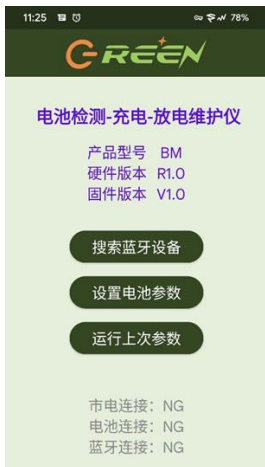 11:25
78%
GREEN
电池检测-充电-放电维护仪
产品型号 BM
硬件版本 R1.0
固件版本 V1.0
搜索蓝牙设备
设置电池参数
运行上次参数
市电连接：NG
电池连接：NG
蓝牙连接：NG